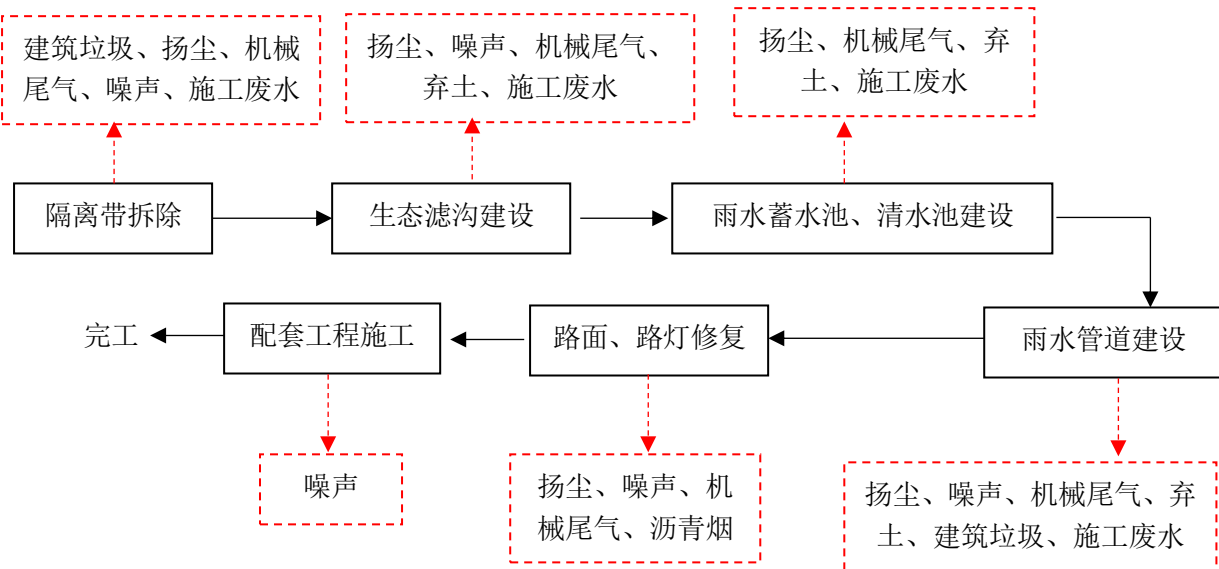 建筑垃圾、扬尘、机械
尾气、噪声、施工废水
扬尘、噪声、机械尾气、
弃土、施工废水
扬尘、机械尾气、弃
土、施工废水
隔离带拆除
生态滤沟建设
雨水蓄水池、清水池建设
完工
配套工程施工
路面、路灯修复
雨水管道建设
噪声
扬尘、噪声、机
械尾气、沥青烟
扬尘、噪声、机械尾气、弃
土、建筑垃圾、施工废水